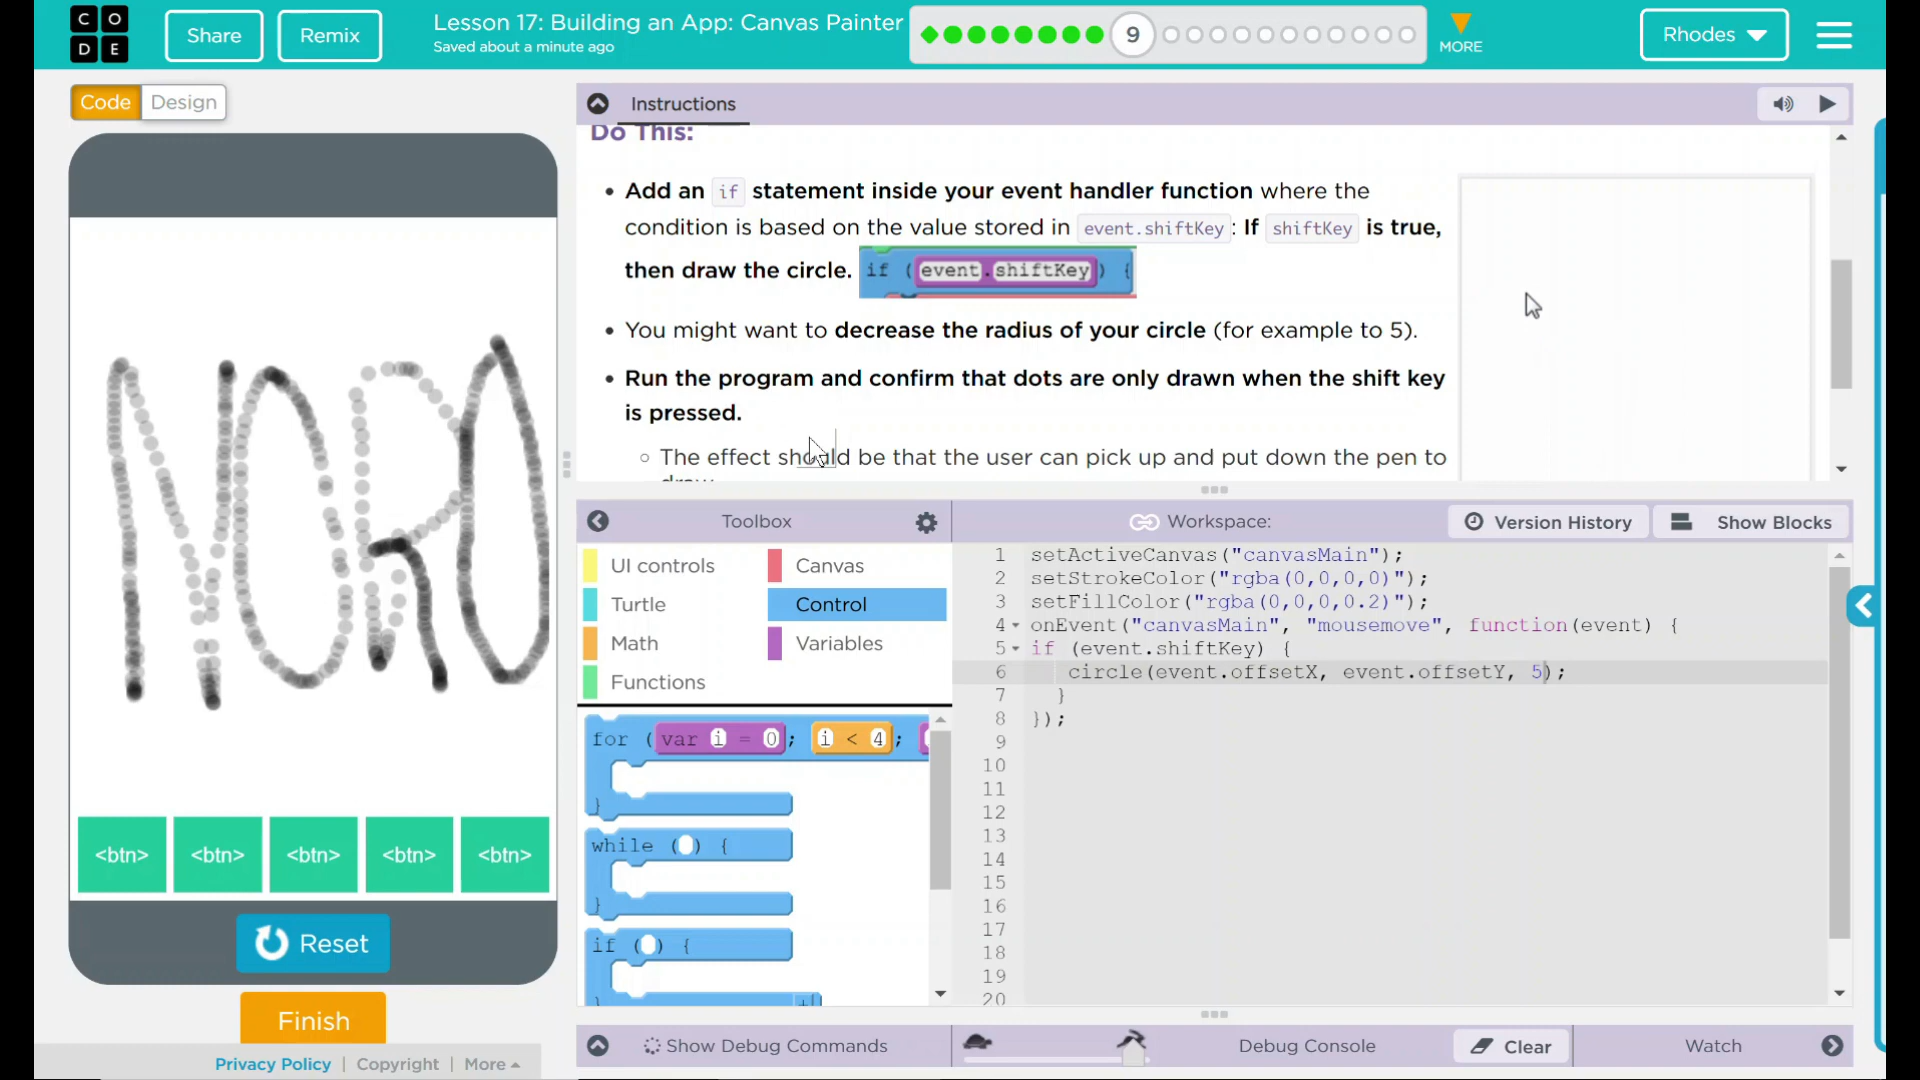 CODE
Share
Remix
Lesson 17: Building an App: Canvas Painter
Saved about a minute ago
9
MORE
Rhodes
Code
Design
Instructions
Do This:
Add an if statement inside your event handler function where the
condition is based on the value stored in event.shiftKey: If shiftKey is true,
then draw the circle. if (event.shiftKey) {
You might want to decrease the radius of your circle (for example to 5).
Run the program and confirm that dots are only drawn when the shift key
is pressed.
The effect should be that the user can pick up and put down the pen to
draw
Toolbox
Workspace:
Version History
Show Blocks
UI controls
Canvas
Turtle
Control
Math
Variables
Functions
for (var i = 0; i < 4;
}
while () {
}
if () {
}
1 setActiveCanvas("canvasMain");
2 setStrokeColor("rgba(0,0,0,0)");
3 setFillColor("rgba(0,0,0,0.2)");
4 onEvent("canvasMain", "mousemove", function(event) {
5 if (event.shiftKey) {
6 circle(event.offsetX, event.offsetY, 5);
7 }
8 });
9
10
11
12
13
14
15
16
17
18
19
20
<btn> <btn> <btn> <btn> <btn>
Reset
Finish
Privacy Policy | Copyright | More
Show Debug Commands
Debug Console
Clear
Watch